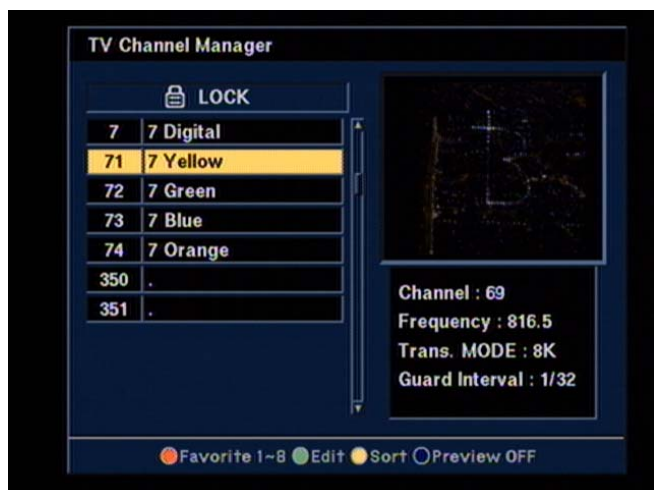 TV Channel Manager
LOCK
7 7 Digital
71 7 Yellow
72 7 Green
73 7 Blue
74 7 Orange
350 .
351 .
Channel : 69
Frequency : 816.5
Trans. MODE : 8K
Guard Interval : 1/32
Favorite 1~8 Edit Sort Preview OFF